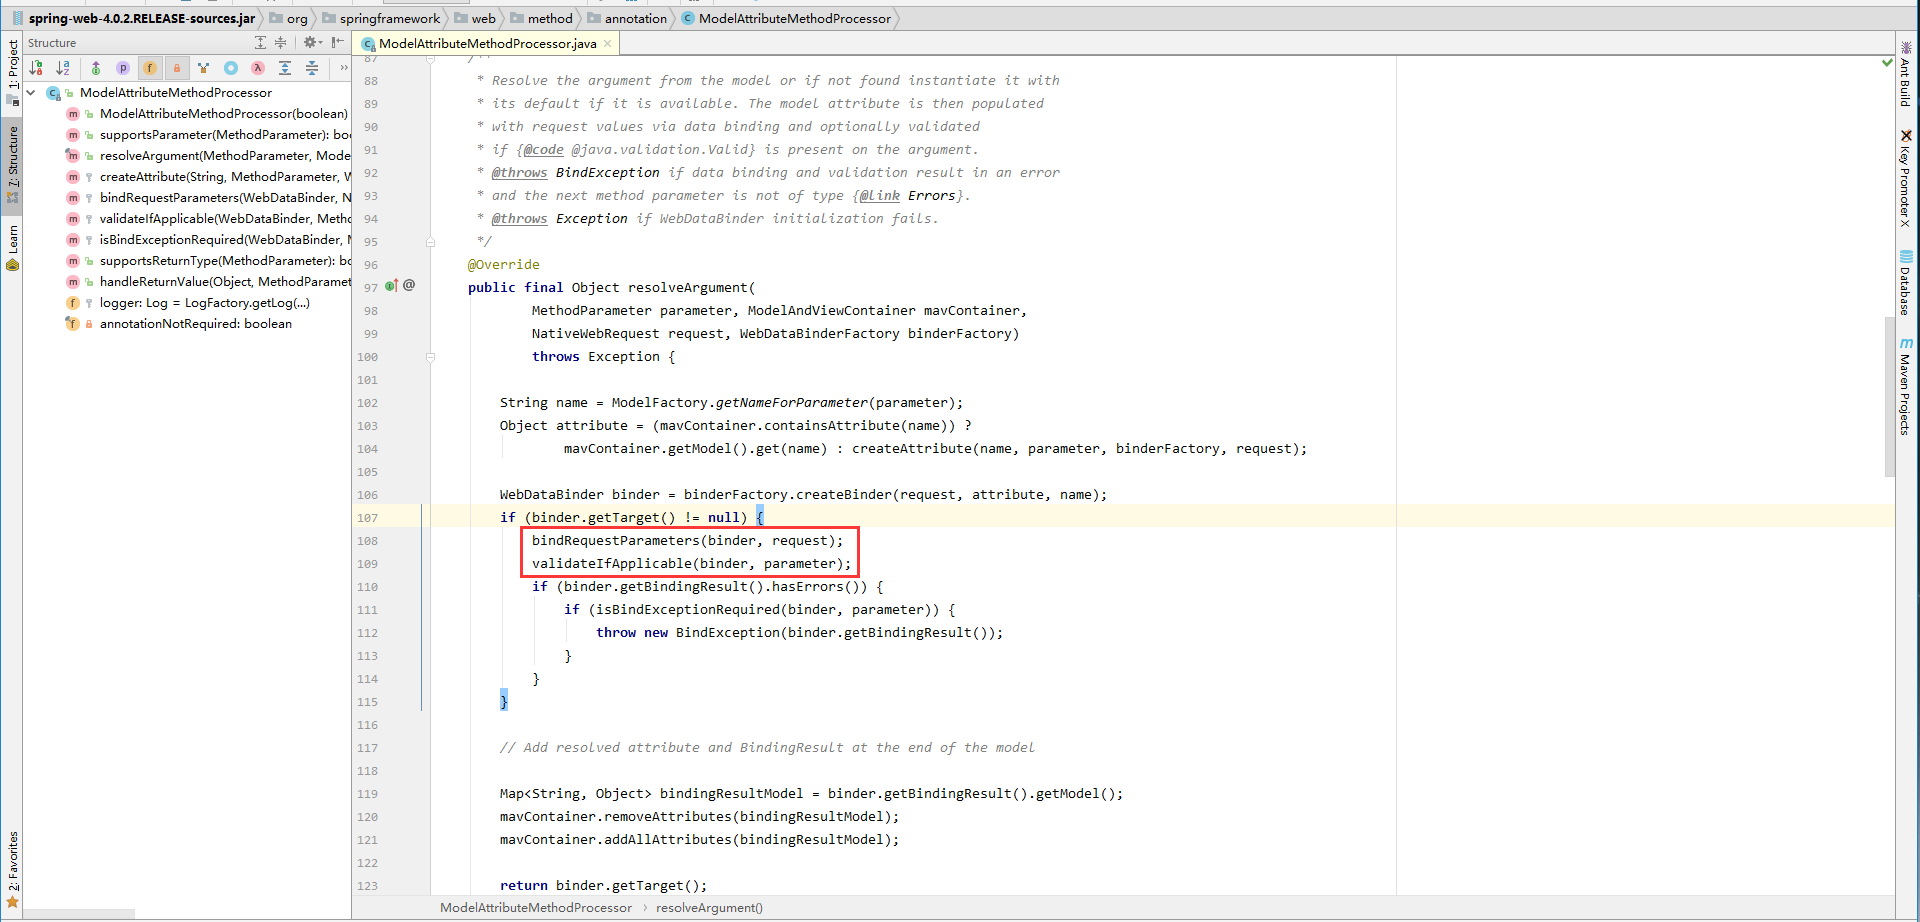 spring-web-4.0.2.RELEASE-sources.jar org springframework web method annotation ModelAttributeMethodProcessor
Structure
ModelAttributeMethodProcessor.java
1: Project
7: Structure
Learn
2: Favorites
ModelAttributeMethodProcessor
ModelAttributeMethodProcessor(boolean)
supportsParameter(MethodParameter): boo
resolveArgument(MethodParameter, Mode
createAttribute(String, MethodParameter, W
bindRequestParameters(WebDataBinder, N
validateIfApplicable(WebDataBinder, Metho
isBindExceptionRequired(WebDataBinder, M
supportsReturnType(MethodParameter): bo
handleReturnValue(Object, MethodParamet
logger: Log = LogFactory.getLog(...)
annotationNotRequired: boolean
87 /**
88 * Resolve the argument from the model or if not found instantiate it with
89 * its default if it is available. The model attribute is then populated
90 * with request values via data binding and optionally validated
91 * if {@code @java.validation.Valid} is present on the argument.
92 * @throws BindException if data binding and validation result in an error
93 * and the next method parameter is not of type {@link Errors}.
94 * @throws Exception if WebDataBinder initialization fails.
95 */
96 @Override
97 public final Object resolveArgument(
98 MethodParameter parameter, ModelAndViewContainer mavContainer,
99 NativeWebRequest request, WebDataBinderFactory binderFactory)
100 throws Exception {
101
102 String name = ModelFactory.getNameForParameter(parameter);
103 Object attribute = (mavContainer.containsAttribute(name)) ?
104 mavContainer.getModel().get(name) : createAttribute(name, parameter, binderFactory, request);
105
106 WebDataBinder binder = binderFactory.createBinder(request, attribute, name);
107 if (binder.getTarget() != null) {
108 bindRequestParameters(binder, request);
109 validateIfApplicable(binder, parameter);
110 if (binder.getBindingResult().hasErrors()) {
111 if (isBindExceptionRequired(binder, parameter)) {
112 throw new BindException(binder.getBindingResult());
113 }
114 }
115 }
116
117 // Add resolved attribute and BindingResult at the end of the model
118
119 Map<String, Object> bindingResultModel = binder.getBindingResult().getModel();
120 mavContainer.removeAttributes(bindingResultModel);
121 mavContainer.addAllAttributes(bindingResultModel);
122
123 return binder.getTarget();
ModelAttributeMethodProcessor › resolveArgument()
Ant Build
Key Promoter X
Database
Maven Projects